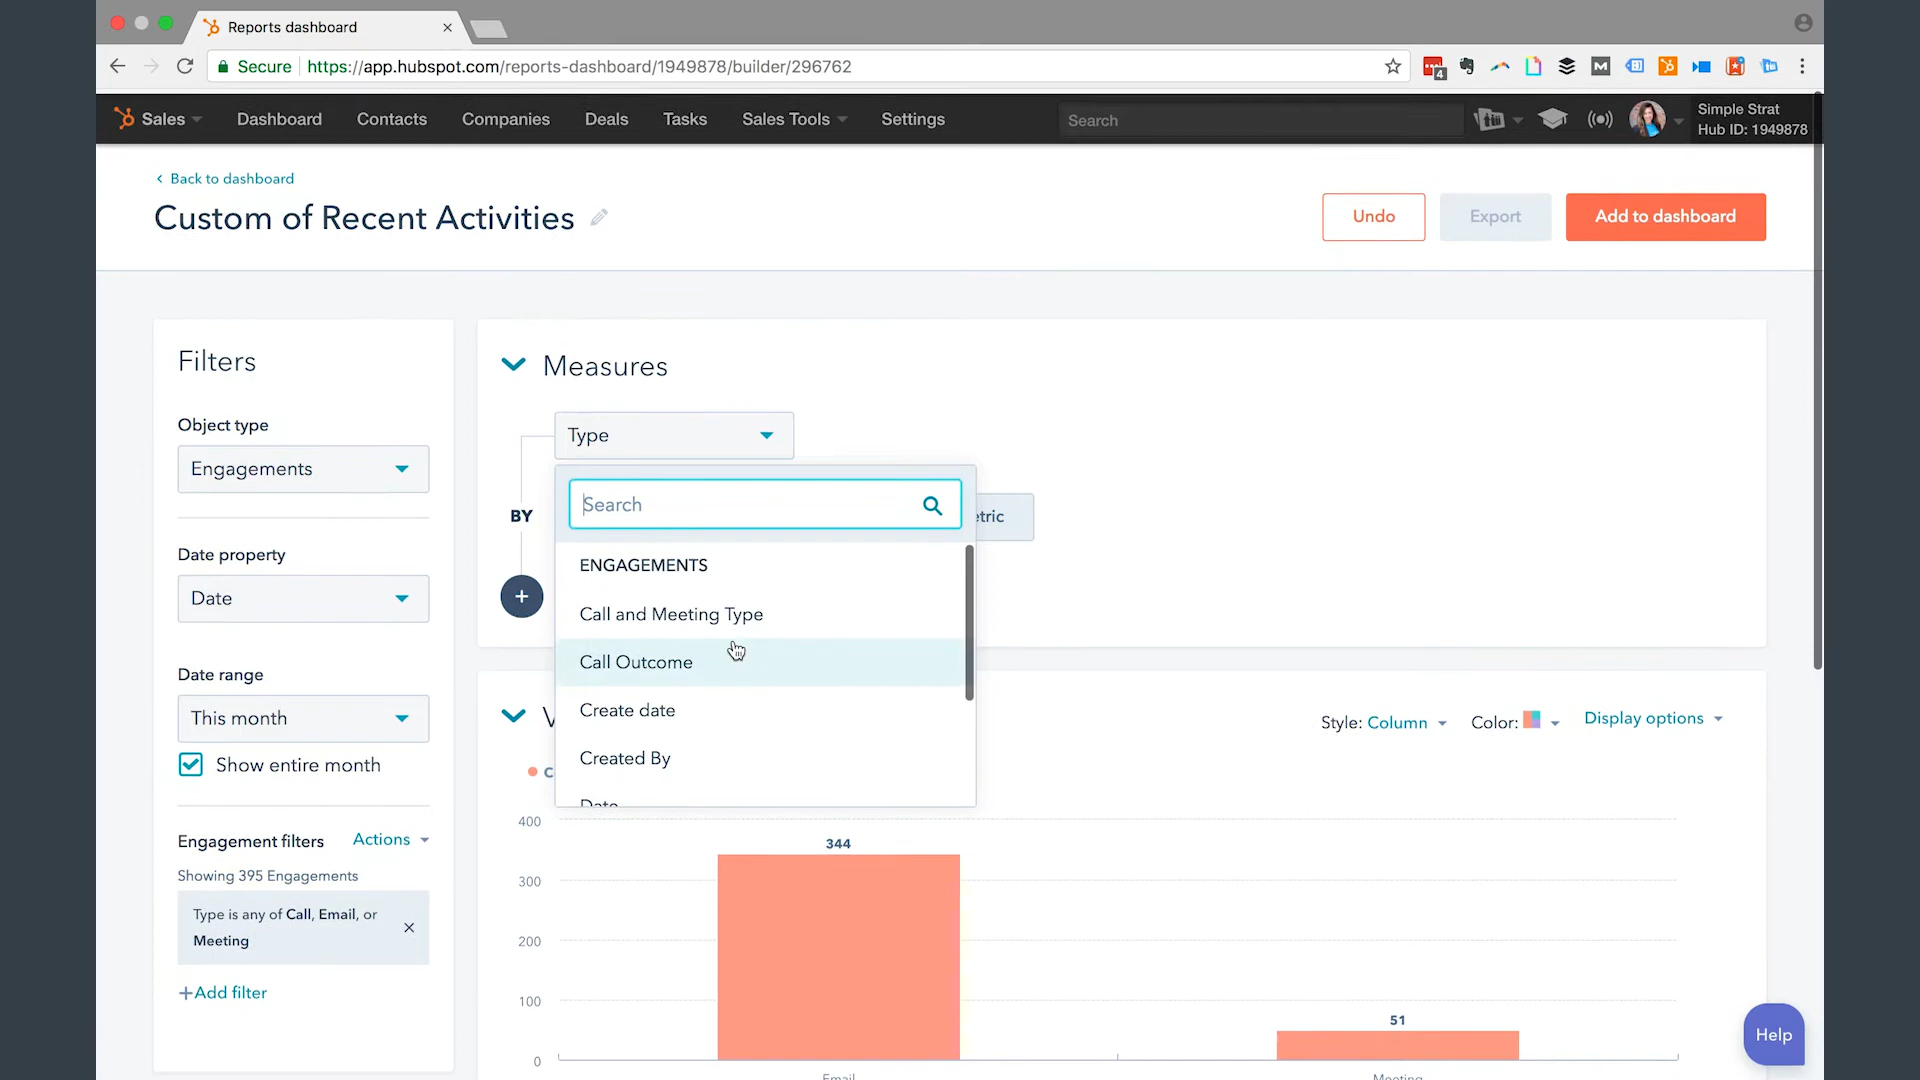 Reports dashboard
Secure https://app.hubspot.com/reports-dashboard/1949878/builder/296762
4
M
Sales Dashboard Contacts Companies Deals Tasks Sales Tools Settings Search
Simple Strat
Hub ID: 1949878
Back to dashboard
Custom of Recent Activities
Undo Export Add to dashboard
Filters
Object type
Engagements
Date property
Date
Date range
This month
Show entire month
Engagement filters Actions
Showing 395 Engagements
Type is any of Call, Email, or
Meeting
+Add filter
Measures
Type
BY
+
Search
etric
ENGAGEMENTS
Call and Meeting Type
Call Outcome
Create date
Created By
Date
V
Style: Column Color: Display options
C
400
300
200
100
0
344
51
Email Meeting
Help